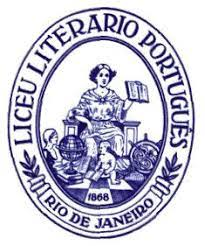 LICEU LITERARIO PORTUGUÊS
1868
RIO DE JANEIRO